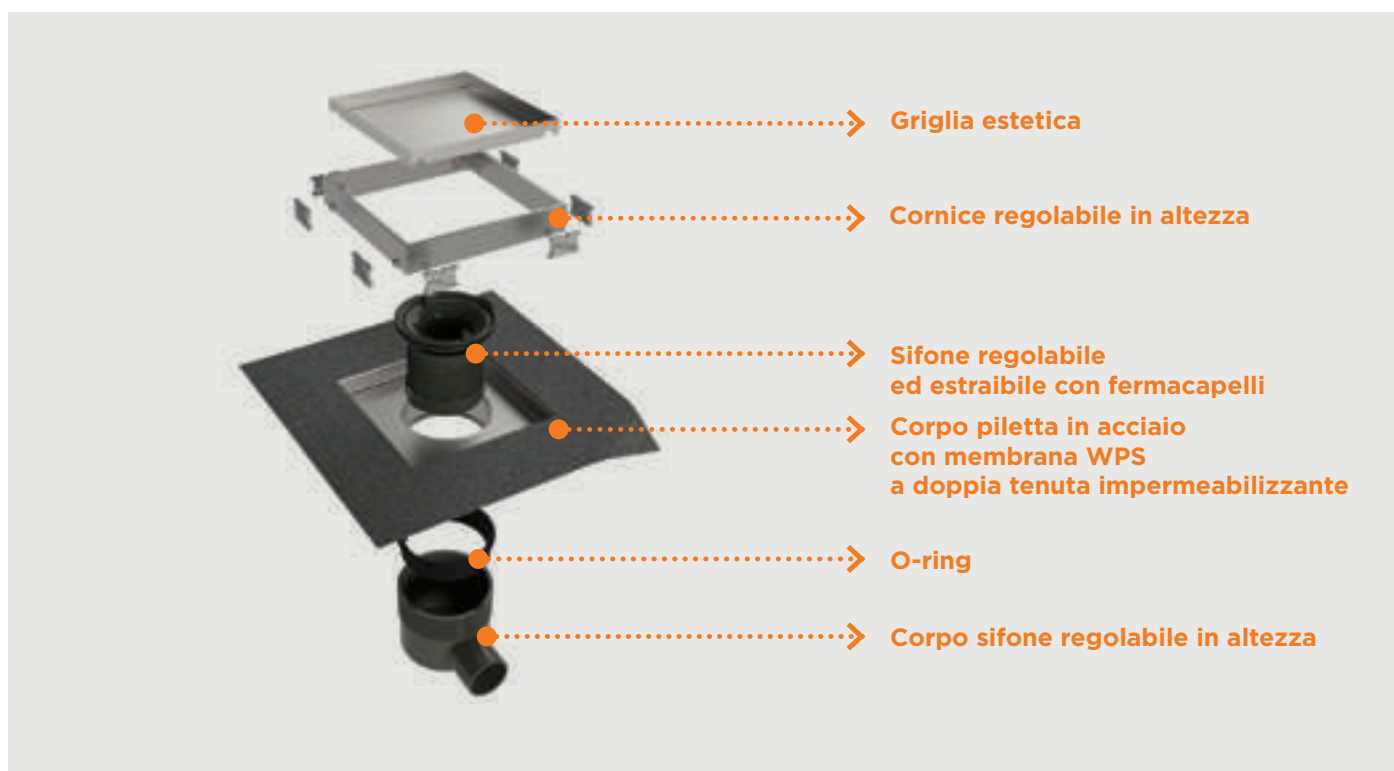 Griglia estetica
Cornice regolabile in altezza
Sifone regolabile
ed estraibile con fermacapelli
Corpo piletta in acciaio
con membrana WPS
a doppia tenuta impermeabilizzante
O-ring
Corpo sifone regolabile in altezza